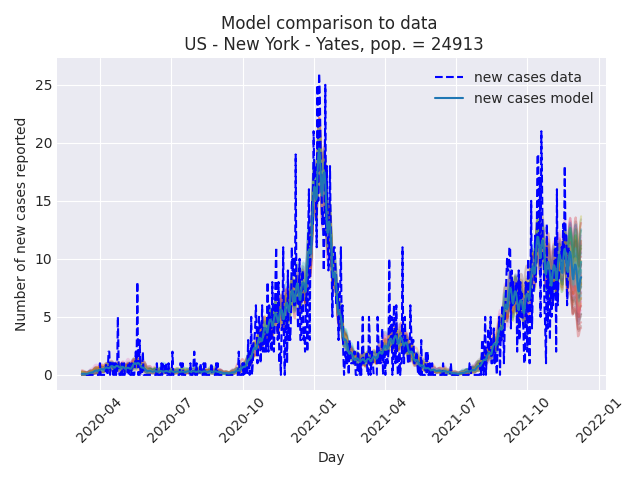 Model comparison to data
US - New York - Yates, pop. = 24913
new cases data
new cases model
Number of new cases reported
25
20
15
10
5
0
2020-04
2020-07
2020-10
2021-01
2021-04
2021-07
2021-10
2022-01
Day